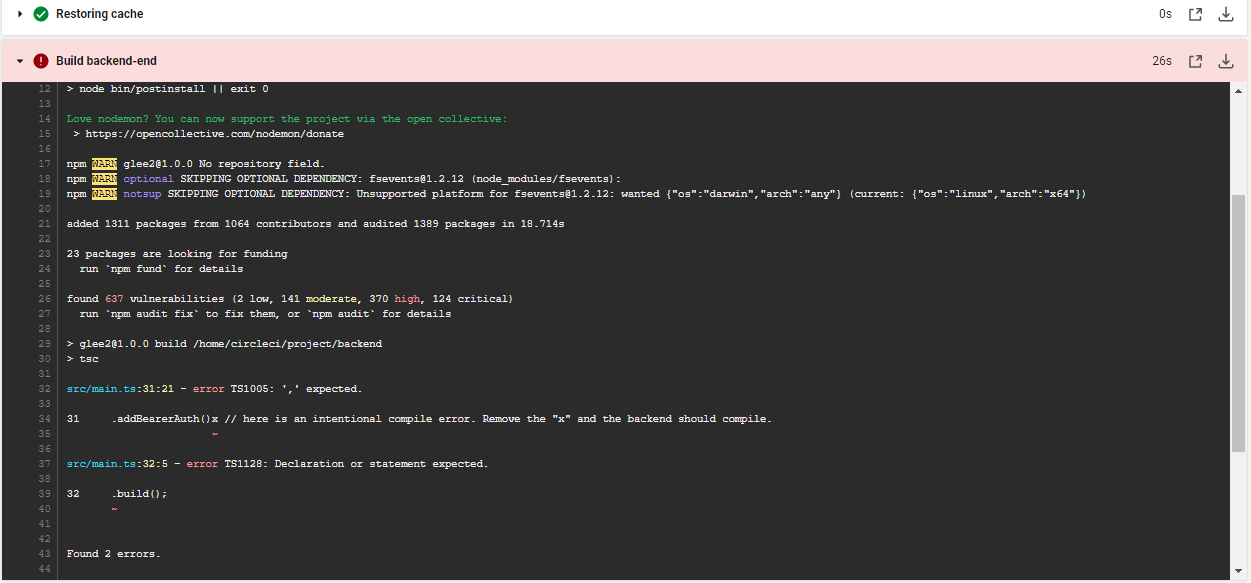 Restoring cache 0s
Build backend-end 26s
12 > node bin/postinstall || exit 0
13
14 Love nodemon? You can now support the project via the open collective:
15 > https://opencollective.com/nodemon/donate
16
17 npm WARN glee2@1.0.0 No repository field.
18 npm WARN optional SKIPPING OPTIONAL DEPENDENCY: fsevents@1.2.12 (node_modules/fsevents):
19 npm WARN notsup SKIPPING OPTIONAL DEPENDENCY: Unsupported platform for fsevents@1.2.12: wanted {"os":"darwin","arch":"any"} (current: {"os":"linux","arch":"x64"})
20
21 added 1311 packages from 1064 contributors and audited 1389 packages in 18.714s
22
23 23 packages are looking for funding
24 run `npm fund` for details
25
26 found 637 vulnerabilities (2 low, 141 moderate, 370 high, 124 critical)
27 run `npm audit fix` to fix them, or `npm audit` for details
28
29 > glee2@1.0.0 build /home/circleci/project/backend
30 > tsc
31
32 src/main.ts:31:21 - error TS1005: ',' expected.
33
34 31 .addBearerAuth()x // here is an intentional compile error. Remove the "x" and the backend should compile.
35 ~
36
37 src/main.ts:32:5 - error TS1128: Declaration or statement expected.
38
39 32 .build();
40 ~
41
42
43 Found 2 errors.
44